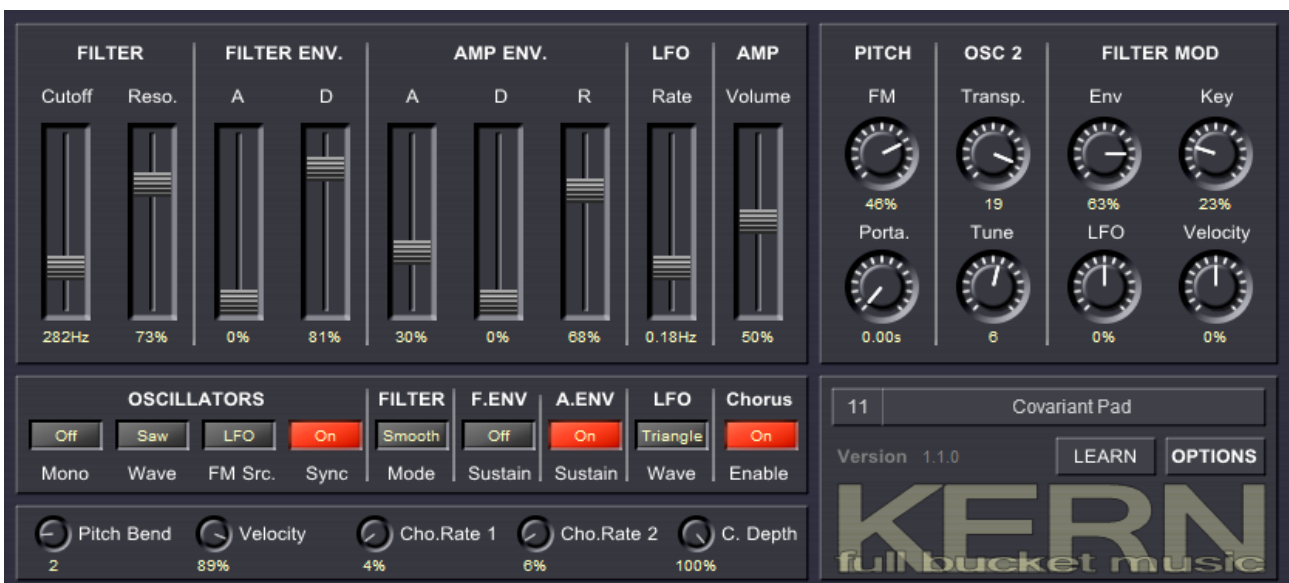 FILTER FILTER ENV. AMP ENV. LFO AMP
Cutoff Reso. A D A D R Rate Volume
282Hz 73% 0% 81% 30% 0% 68% 0.18Hz 50%
PITCH OSC 2 FILTER MOD
FM Transp. Env Key
46% 19 63% 23%
Porta. Tune LFO Velocity
0.00s 6 0% 0%
OSCILLATORS FILTER F.ENV A.ENV LFO Chorus
Off Saw LFO On Smooth Off On Triangle On
Mono Wave FM Src. Sync Mode Sustain Sustain Wave Enable
Pitch Bend Velocity Cho.Rate 1 Cho.Rate 2 C. Depth
2 89% 4% 6% 100%
11 Covariant Pad
Version 1.1.0 LEARN OPTIONS
KERN
full bucket music